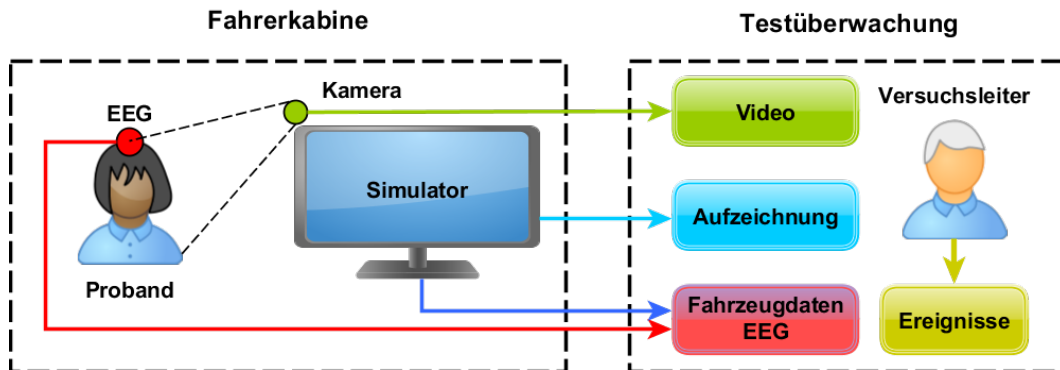 Fahrerkabine
Testüberwachung
EEG
Kamera
Simulator
Proband
Video
Versuchsleiter
Aufzeichnung
Fahrzeugdaten
EEG
Ereignisse